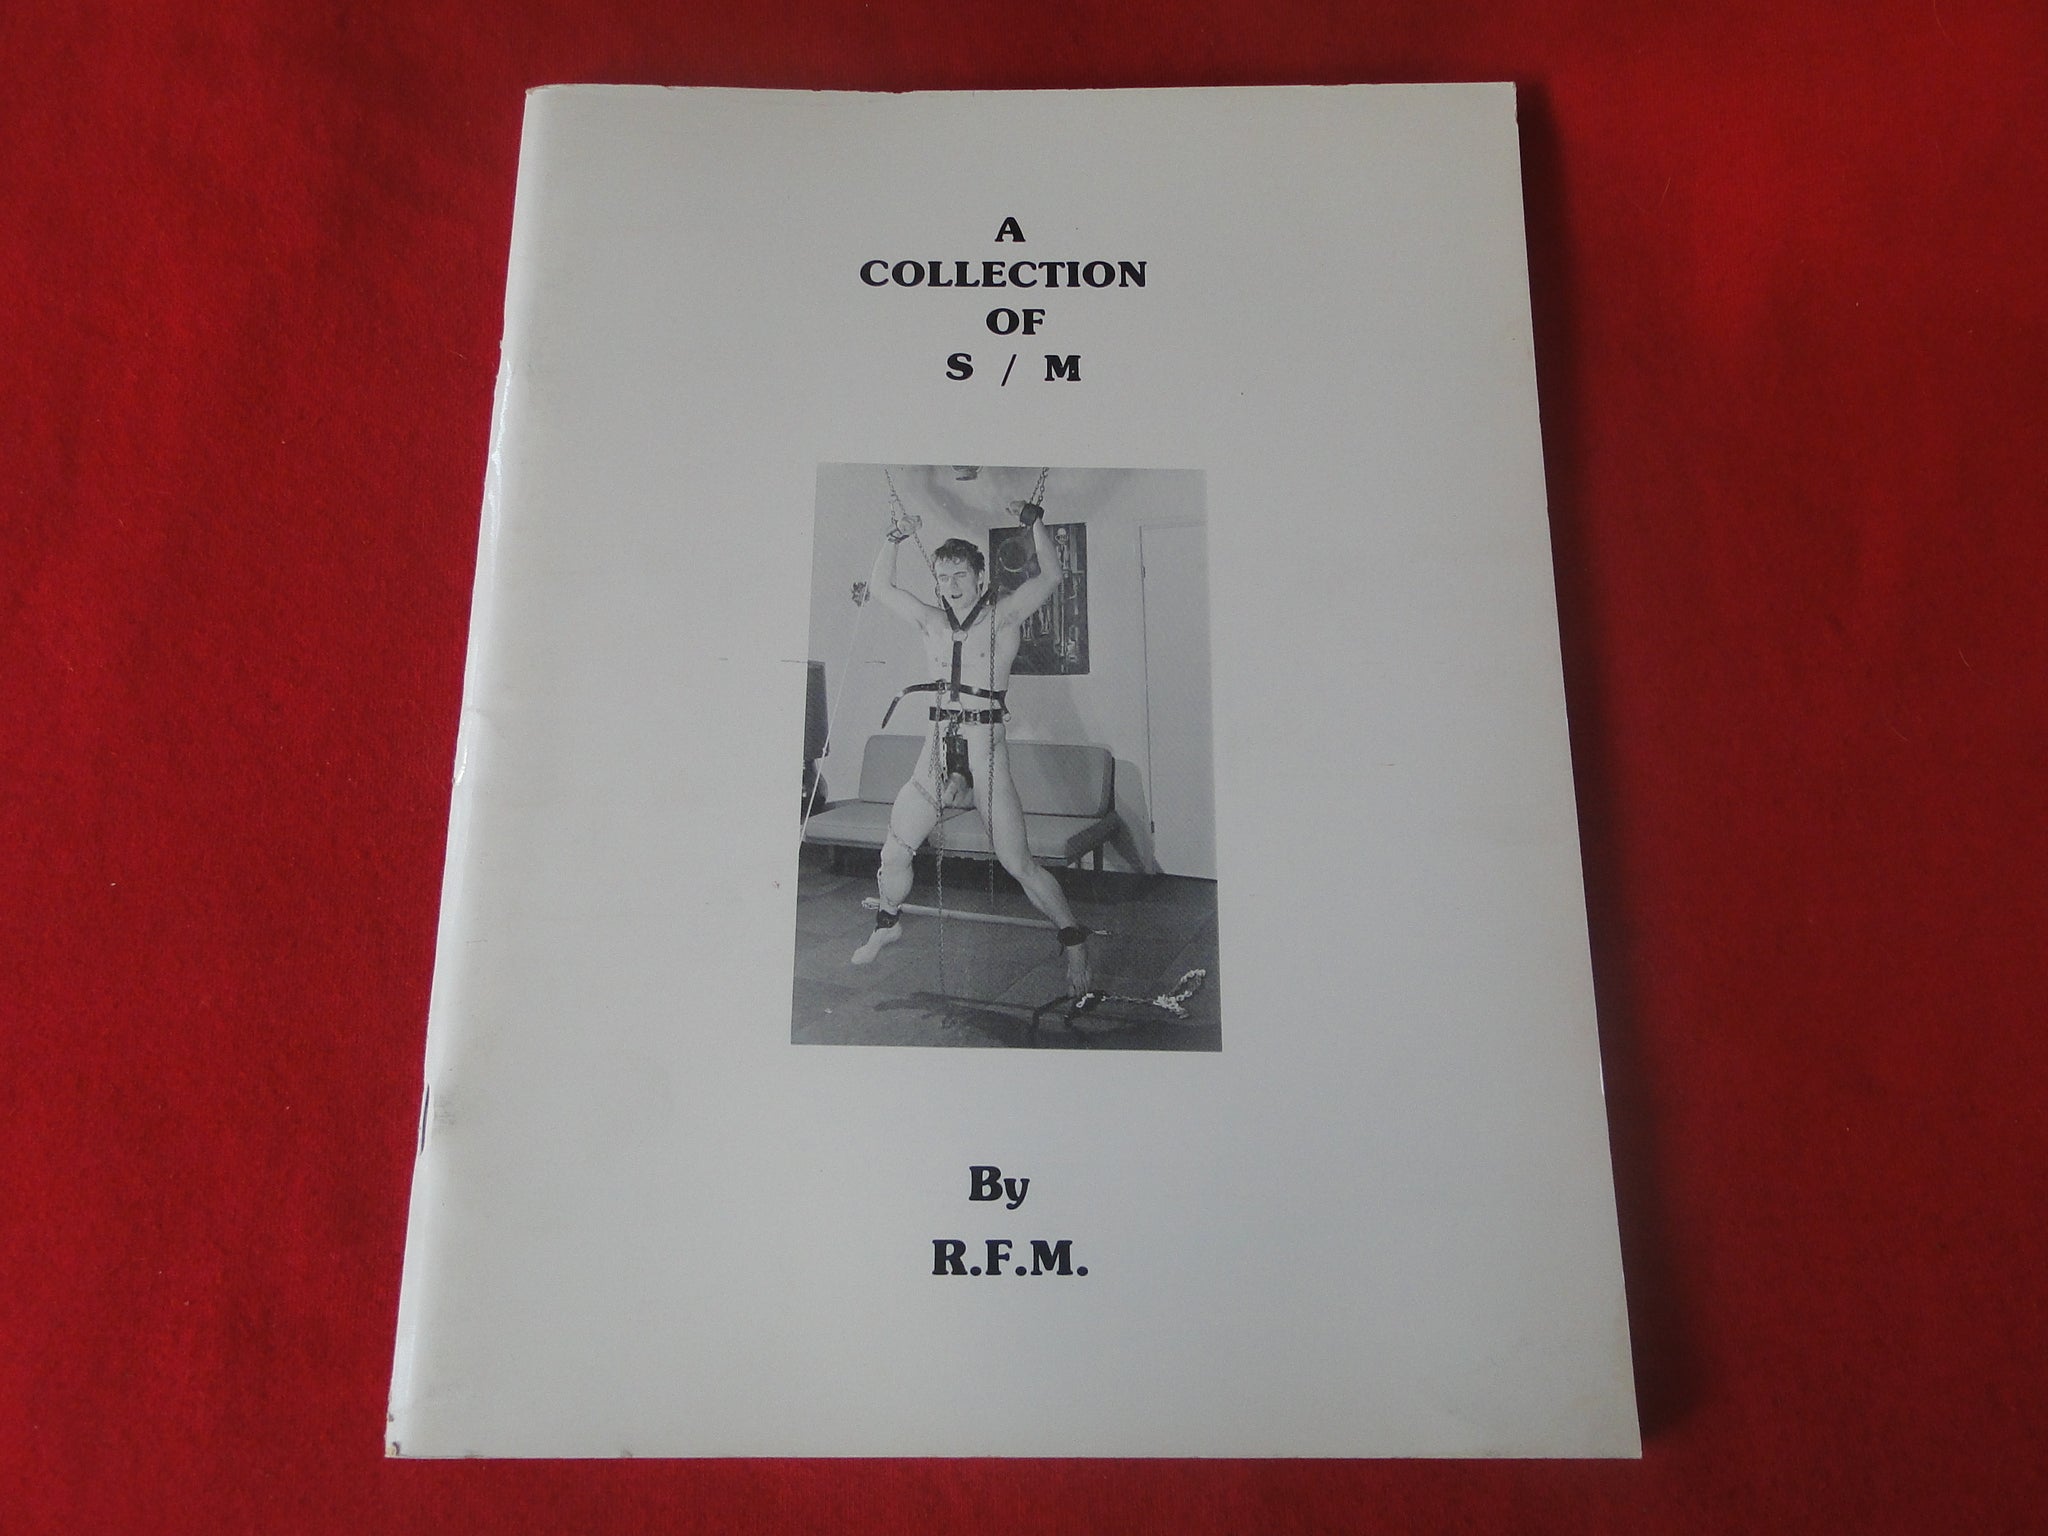 A
COLLECTION
OF
S / M
By
R.F.M.